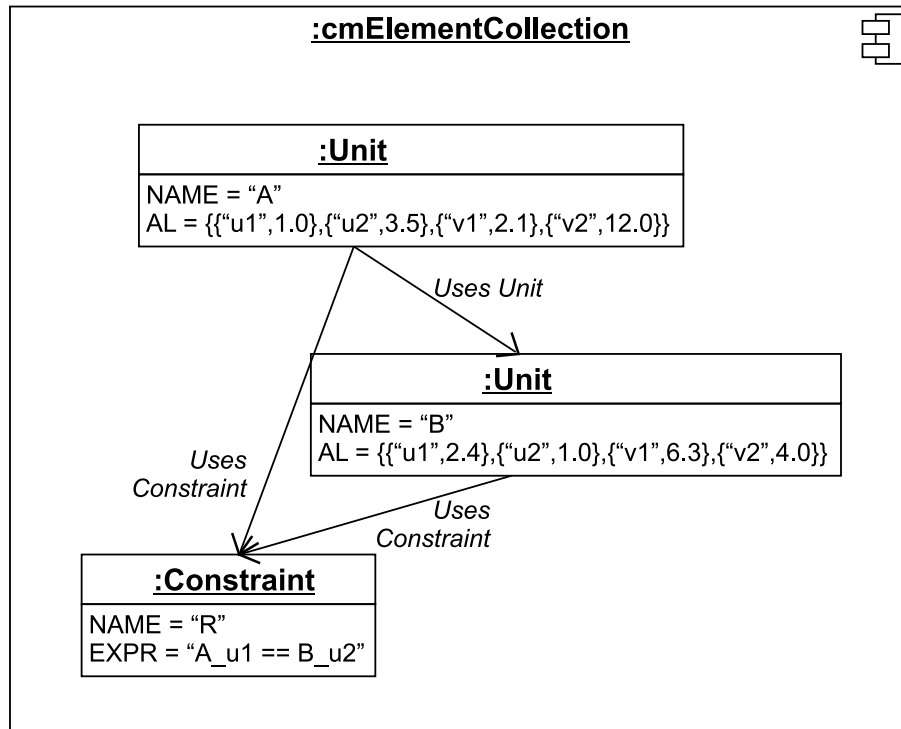 :cmElementCollection
:Unit
NAME = “A”
AL = {{“u1”,1.0},{“u2”,3.5},{“v1”,2.1},{“v2”,12.0}}
Uses Unit
:Unit
NAME = “B”
AL = {{“u1”,2.4},{“u2”,1.0},{“v1”,6.3},{“v2”,4.0}}
Uses
Constraint
Uses
Constraint
:Constraint
NAME = “R”
EXPR = “A_u1 == B_u2”